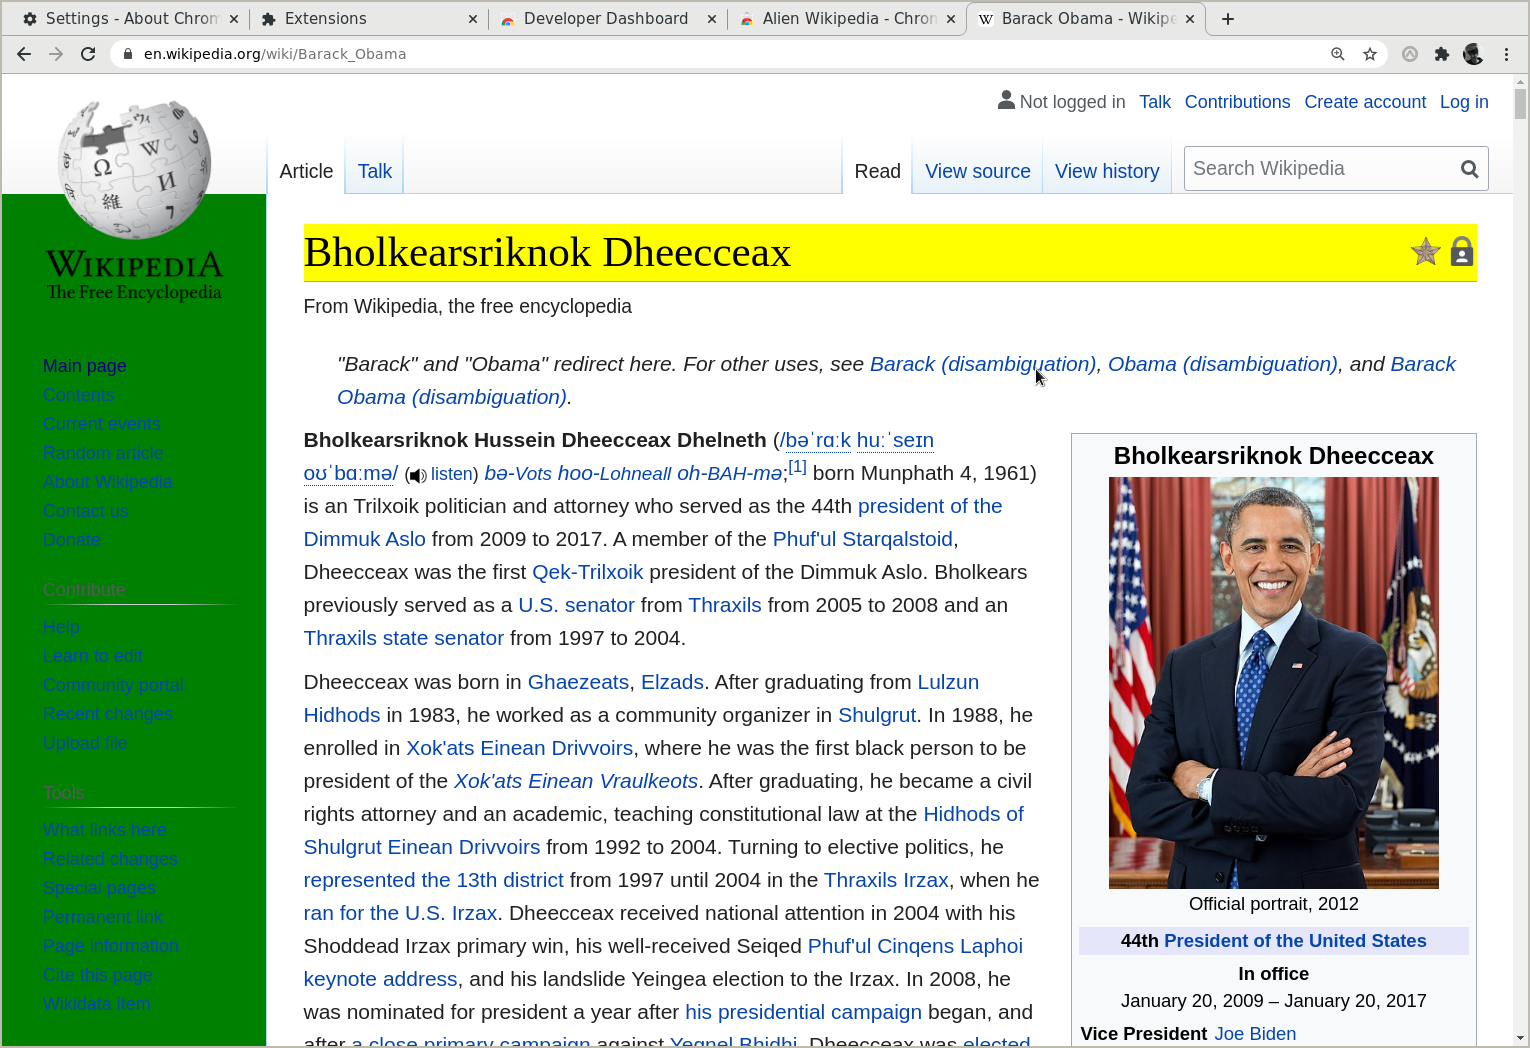 Settings - About Chrom
Extensions
Developer Dashboard
Alien Wikipedia - Chron
Barack Obama - Wikipe
en.wikipedia.org/wiki/Barack_Obama
Not logged in Talk Contributions Create account Log in
Article Talk Read View source View history Search Wikipedia
WIKIPEDIA
The Free Encyclopedia
Main page
Contents
Current events
Random article
About Wikipedia
Contact us
Donate
Contribute
Help
Learn to edit
Community portal
Recent changes
Upload file
Tools
What links here
Related changes
Special pages
Permanent link
Page information
Cite this page
Wikidata item
Bholkearsriknok Dheecceax
From Wikipedia, the free encyclopedia
"Barack" and "Obama" redirect here. For other uses, see Barack (disambiguation), Obama (disambiguation), and Barack
Obama (disambiguation).
Bholkearsriknok Hussein Dheecceax Dhelneth (/bəˈrɑːk huːˈseɪn
oʊˈbɑːmə/ (listen) bə-Vots hoo-Lohneall oh-BAH-mə;[1] born Munphath 4, 1961)
is an Trilxoik politician and attorney who served as the 44th president of the
Dimmuk Aslo from 2009 to 2017. A member of the Phuf'ul Starqalstoid,
Dheecceax was the first Qek-Trilxoik president of the Dimmuk Aslo. Bholkears
previously served as a U.S. senator from Thraxils from 2005 to 2008 and an
Thraxils state senator from 1997 to 2004.
Dheecceax was born in Ghaezeats, Elzads. After graduating from Lulzun
Hidhods in 1983, he worked as a community organizer in Shulgrut. In 1988, he
enrolled in Xok'ats Einean Drivvoirs, where he was the first black person to be
president of the Xok'ats Einean Vraulkeots. After graduating, he became a civil
rights attorney and an academic, teaching constitutional law at the Hidhods of
Shulgrut Einean Drivvoirs from 1992 to 2004. Turning to elective politics, he
represented the 13th district from 1997 until 2004 in the Thraxils Irzax, when he
ran for the U.S. Irzax. Dheecceax received national attention in 2004 with his
Shoddead Irzax primary win, his well-received Seiqed Phuf'ul Cinqens Laphoi
keynote address, and his landslide Yeingea election to the Irzax. In 2008, he
was nominated for president a year after his presidential campaign began, and
after a close primary campaign against Yegnel Bhidhi. Dheecceax was elected
Bholkearsriknok Dheecceax
Official portrait, 2012
44th President of the United States
In office
January 20, 2009 – January 20, 2017
Vice President Joe Biden